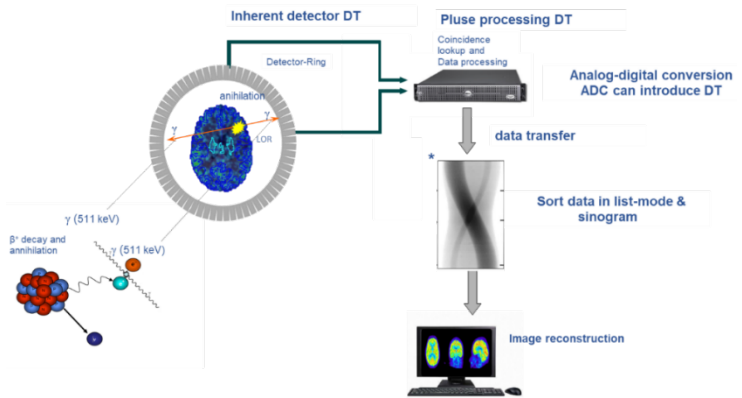 Inherent detector DT
Pluse processing DT
Coincidence
lookup and
Data processing
Detector-Ring
Analog-digital conversion
ADC can introduce DT
anihilation
γ
γ
LOR
data transfer
*
Sort data in list-mode &
sinogram
γ (511 keV)
γ (511 keV)
β⁺ decay and
annihilation
Image reconstruction